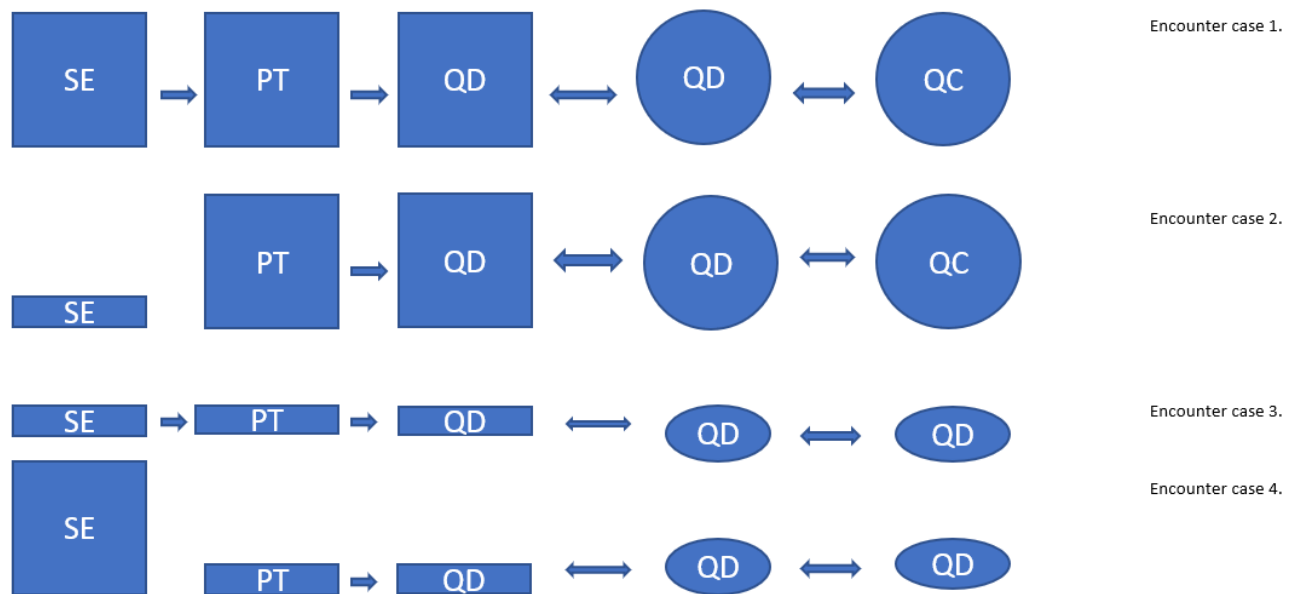 SE PT QD QD QC Encounter case 1.
SE PT QD QD QC Encounter case 2.
SE PT QD QD QD Encounter case 3.
SE PT QD QD QD Encounter case 4.